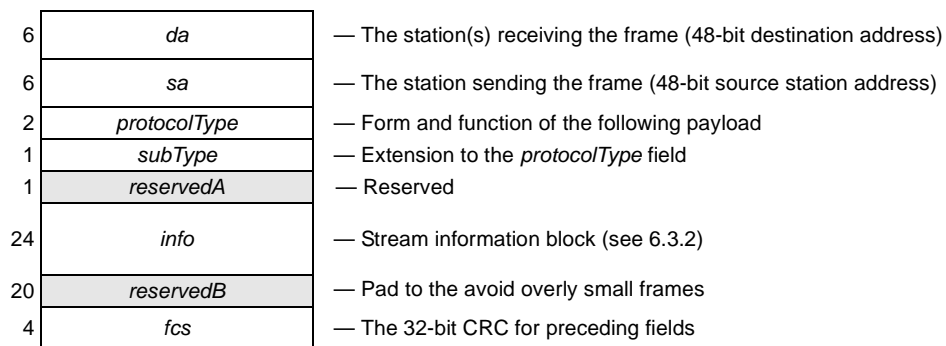 6 da — The station(s) receiving the frame (48-bit destination address)
6 sa — The station sending the frame (48-bit source station address)
2 protocolType — Form and function of the following payload
1 subType — Extension to the protocolType field
1 reservedA — Reserved
24 info — Stream information block (see 6.3.2)
20 reservedB — Pad to the avoid overly small frames
4 fcs — The 32-bit CRC for preceding fields